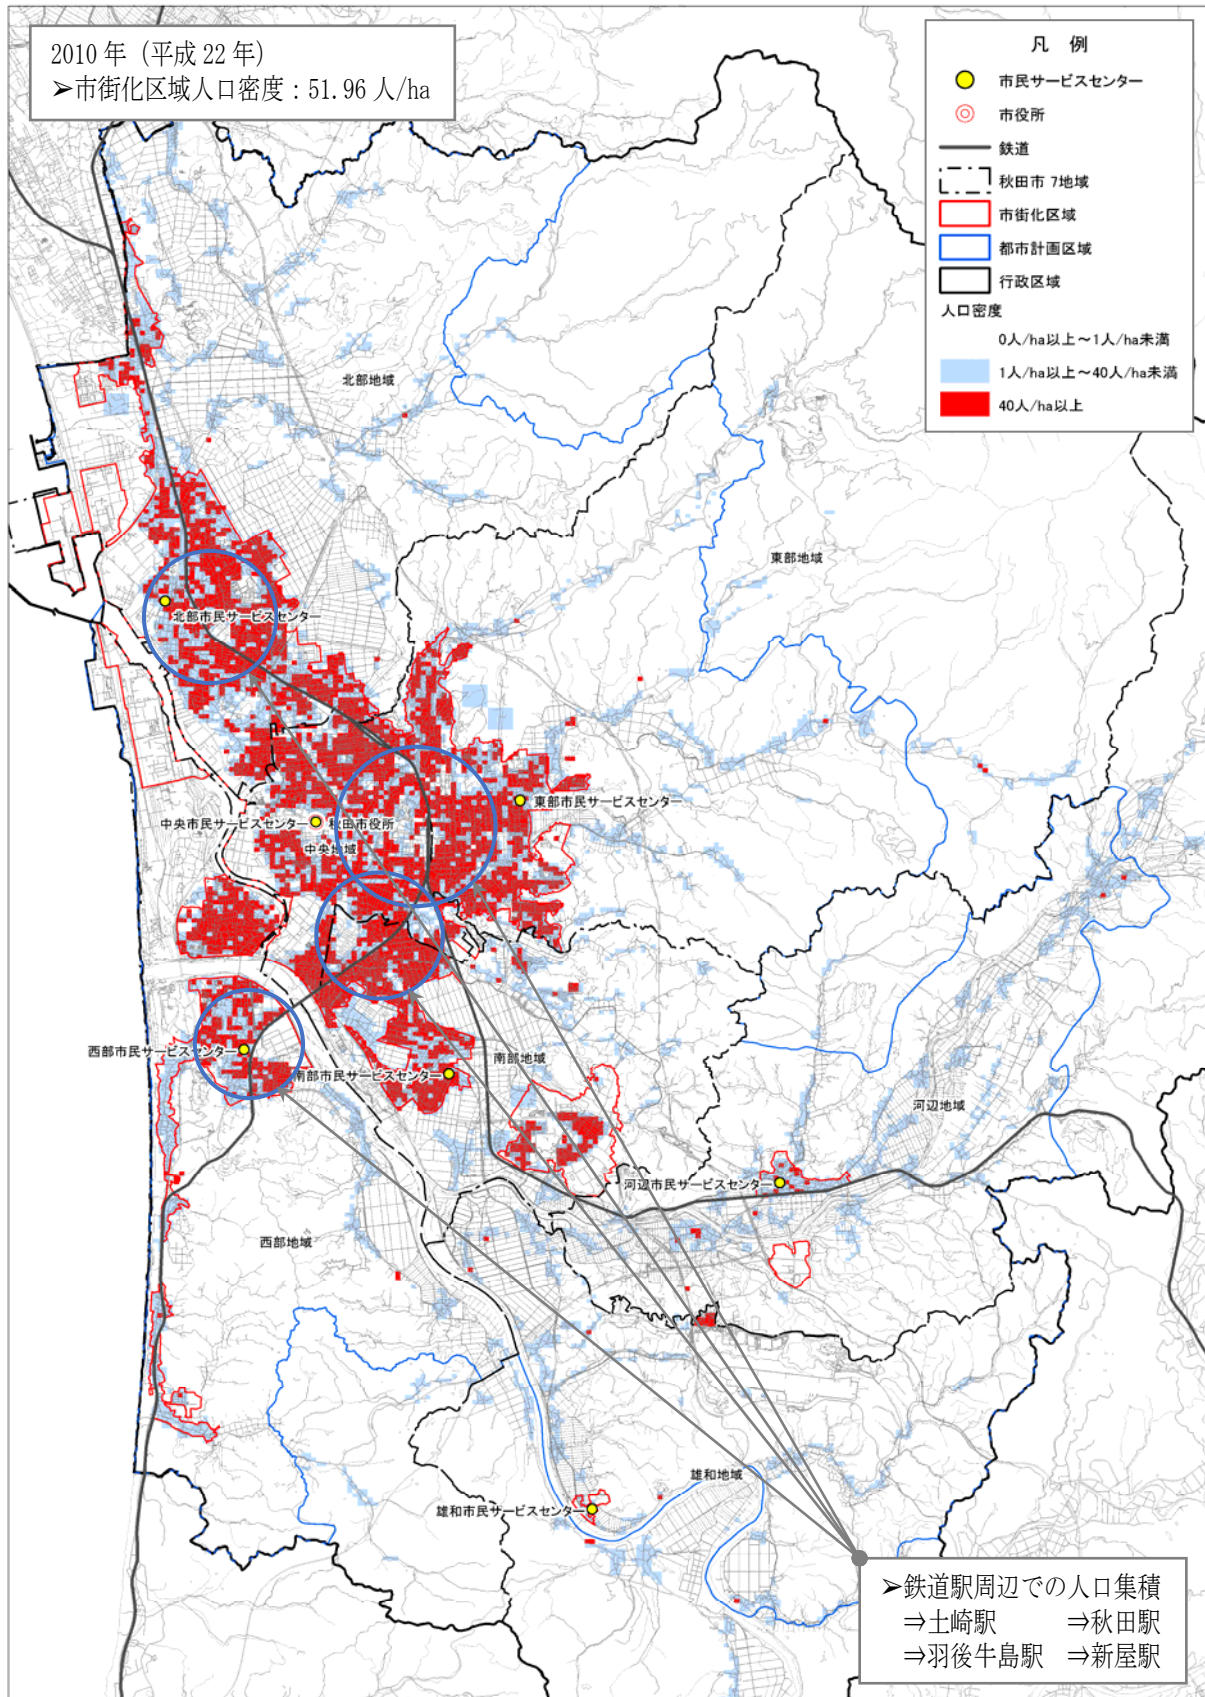 2010年（平成22年）
➤市街化区域人口密度：51.96人/ha
凡 例
市民サービスセンター
市役所
鉄道
秋田市 7地域
市街化区域
都市計画区域
行政区域
人口密度
0人/ha以上～1人/ha未満
1人/ha以上～40人/ha未満
40人/ha以上
北部地域
東部地域
北部市民サービスセンター
東部市民サービスセンター
中央市民サービスセンター
秋田市役所
中央地域
西部市民サービスセンター
南部地域
南部市民サービスセンター
河辺地域
河辺市民サービスセンター
西部地域
雄和地域
雄和市民サービスセンター
➤鉄道駅周辺での人口集積
⇒土崎駅 ⇒秋田駅
⇒羽後牛島駅 ⇒新屋駅